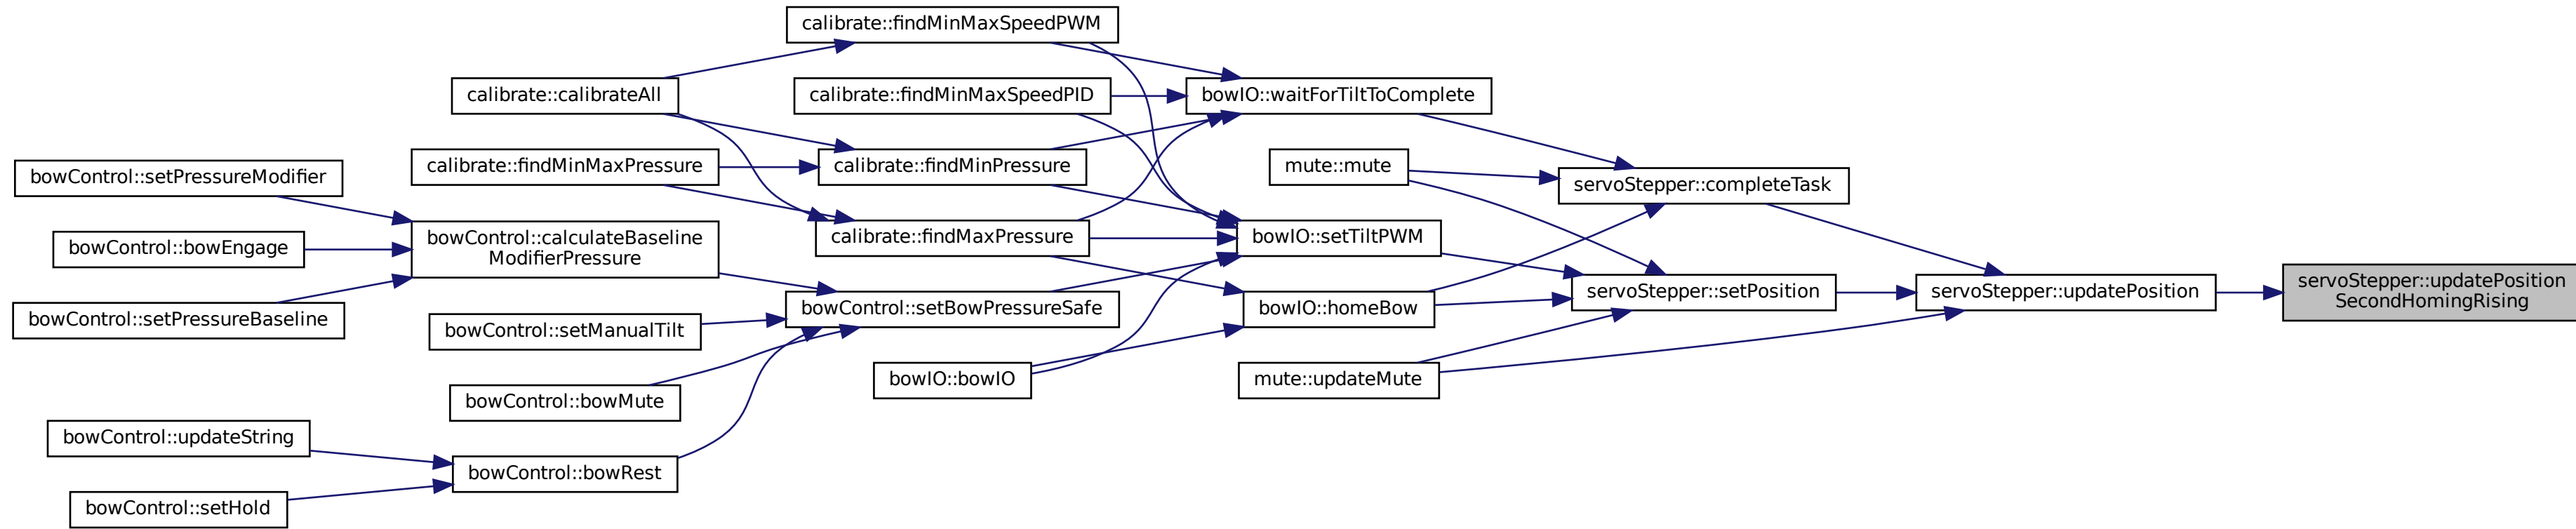 calibrate::findMinMaxSpeedPWM
calibrate::calibrateAll
calibrate::findMinMaxSpeedPID
bowIO::waitForTiltToComplete
calibrate::findMinMaxPressure
calibrate::findMinPressure
mute::mute
bowControl::setPressureModifier
servoStepper::completeTask
bowControl::bowEngage
bowControl::calculateBaseline
ModifierPressure
calibrate::findMaxPressure
bowIO::setTiltPWM
bowControl::setPressureBaseline
bowControl::setBowPressureSafe
bowIO::homeBow
servoStepper::setPosition
servoStepper::updatePosition
servoStepper::updatePosition
SecondHomingRising
bowControl::setManualTilt
bowIO::bowIO
mute::updateMute
bowControl::bowMute
bowControl::updateString
bowControl::bowRest
bowControl::setHold